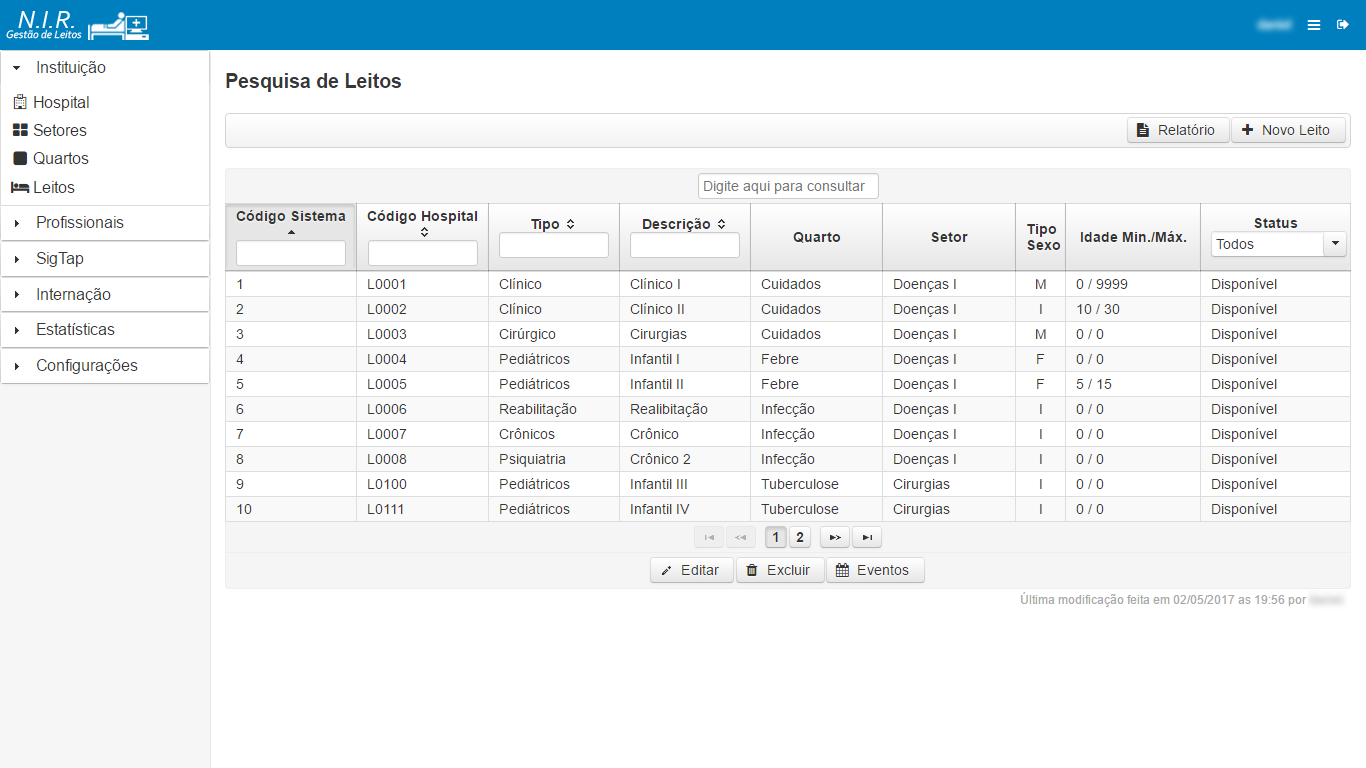 N.I.R.
Gestão de Leitos
Instituição
Hospital
Setores
Quartos
Leitos
Profissionais
SigTap
Internação
Estatísticas
Configurações
Pesquisa de Leitos
Relatório Novo Leito
Digite aqui para consultar
Código Sistema Código Hospital Tipo Descrição Quarto Setor Tipo Sexo Idade Min./Máx. Status
Todos
1 L0001 Clínico Clínico I Cuidados Doenças I M 0 / 9999 Disponível
2 L0002 Clínico Clínico II Cuidados Doenças I I 10 / 30 Disponível
3 L0003 Cirúrgico Cirurgias Cuidados Doenças I M 0 / 0 Disponível
4 L0004 Pediátricos Infantil I Febre Doenças I F 0 / 0 Disponível
5 L0005 Pediátricos Infantil II Febre Doenças I F 5 / 15 Disponível
6 L0006 Reabilitação Realibitação Infecção Doenças I I 0 / 0 Disponível
7 L0007 Crônicos Crônico Infecção Doenças I I 0 / 0 Disponível
8 L0008 Psiquiatria Crônico 2 Infecção Doenças I I 0 / 0 Disponível
9 L0100 Pediátricos Infantil III Tuberculose Cirurgias I 0 / 0 Disponível
10 L0111 Pediátricos Infantil IV Tuberculose Cirurgias I 0 / 0 Disponível
1 2
Editar Excluir Eventos
Última modificação feita em 02/05/2017 as 19:56 por